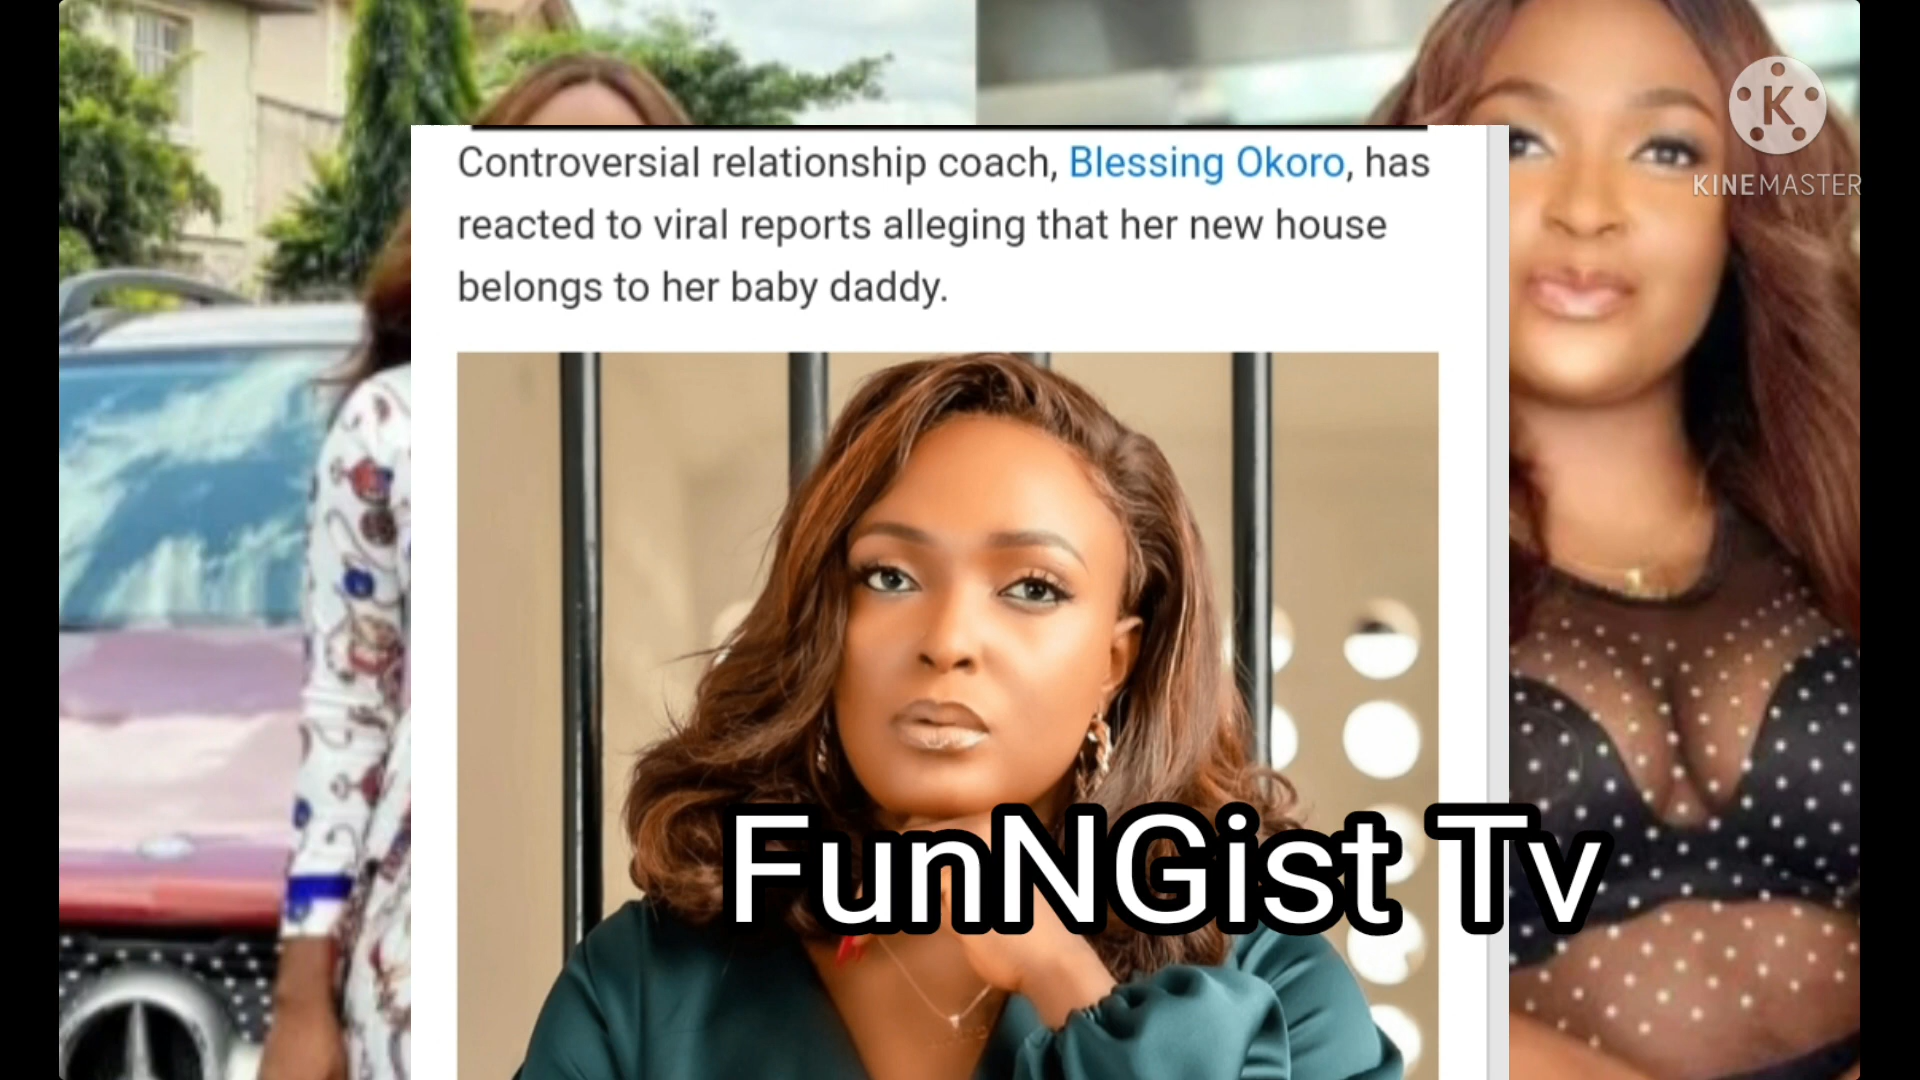 K
KINEMASTER
Controversial relationship coach, Blessing Okoro, has
reacted to viral reports alleging that her new house
belongs to her baby daddy.
FunNGist Tv